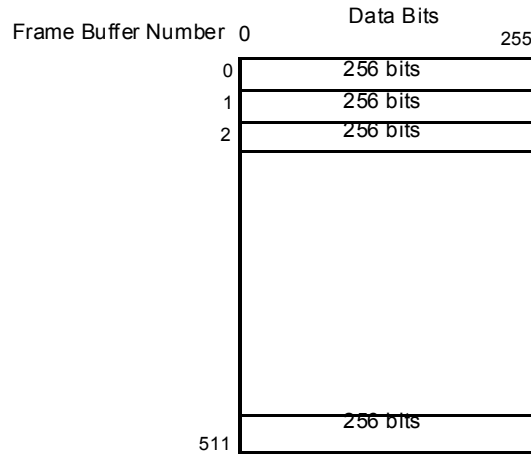 Data Bits
Frame Buffer Number 0 255
0 256 bits
1 256 bits
2 256 bits
256 bits
511